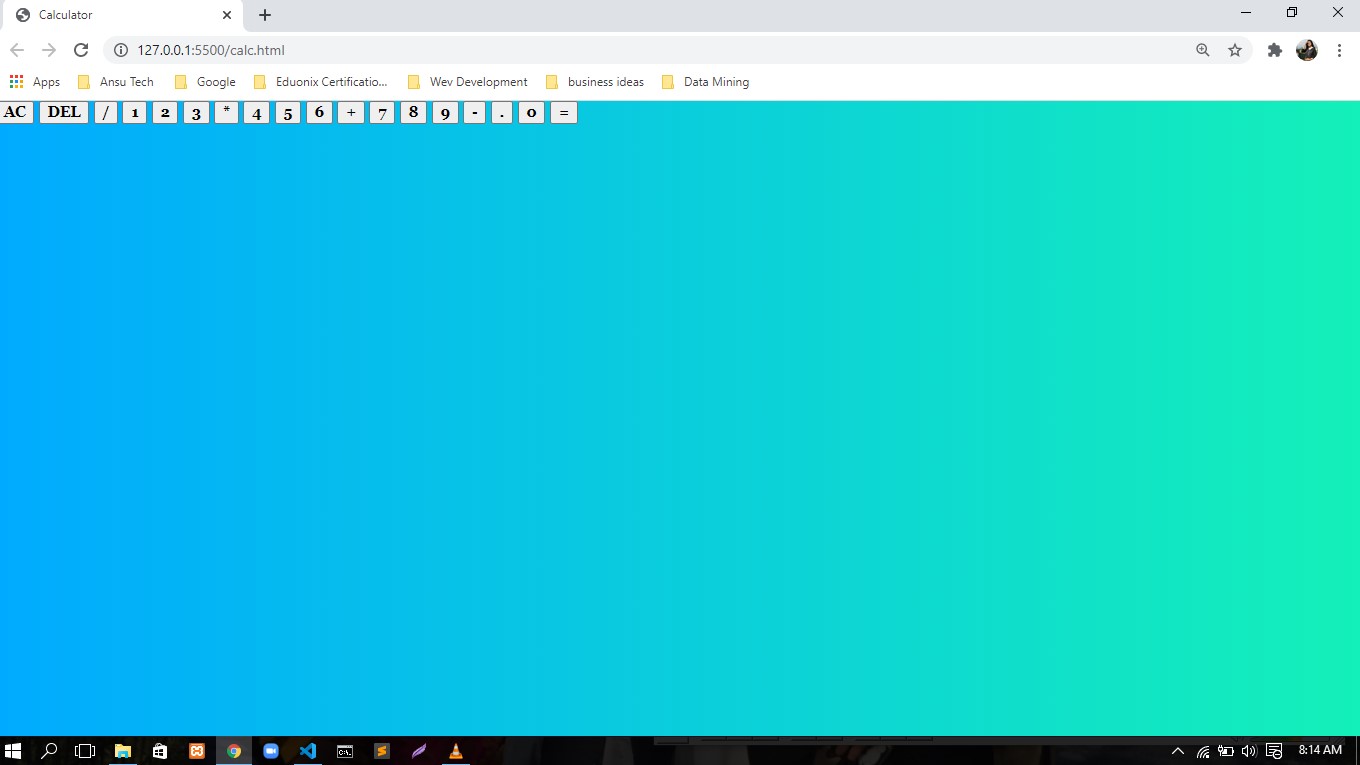 Calculator
127.0.0.1:5500/calc.html
Apps Ansu Tech Google Eduonix Certificatio... Wev Development business ideas Data Mining
AC DEL / 1 2 3 * 4 5 6 + 7 8 9 - . 0 =
8:14 AM